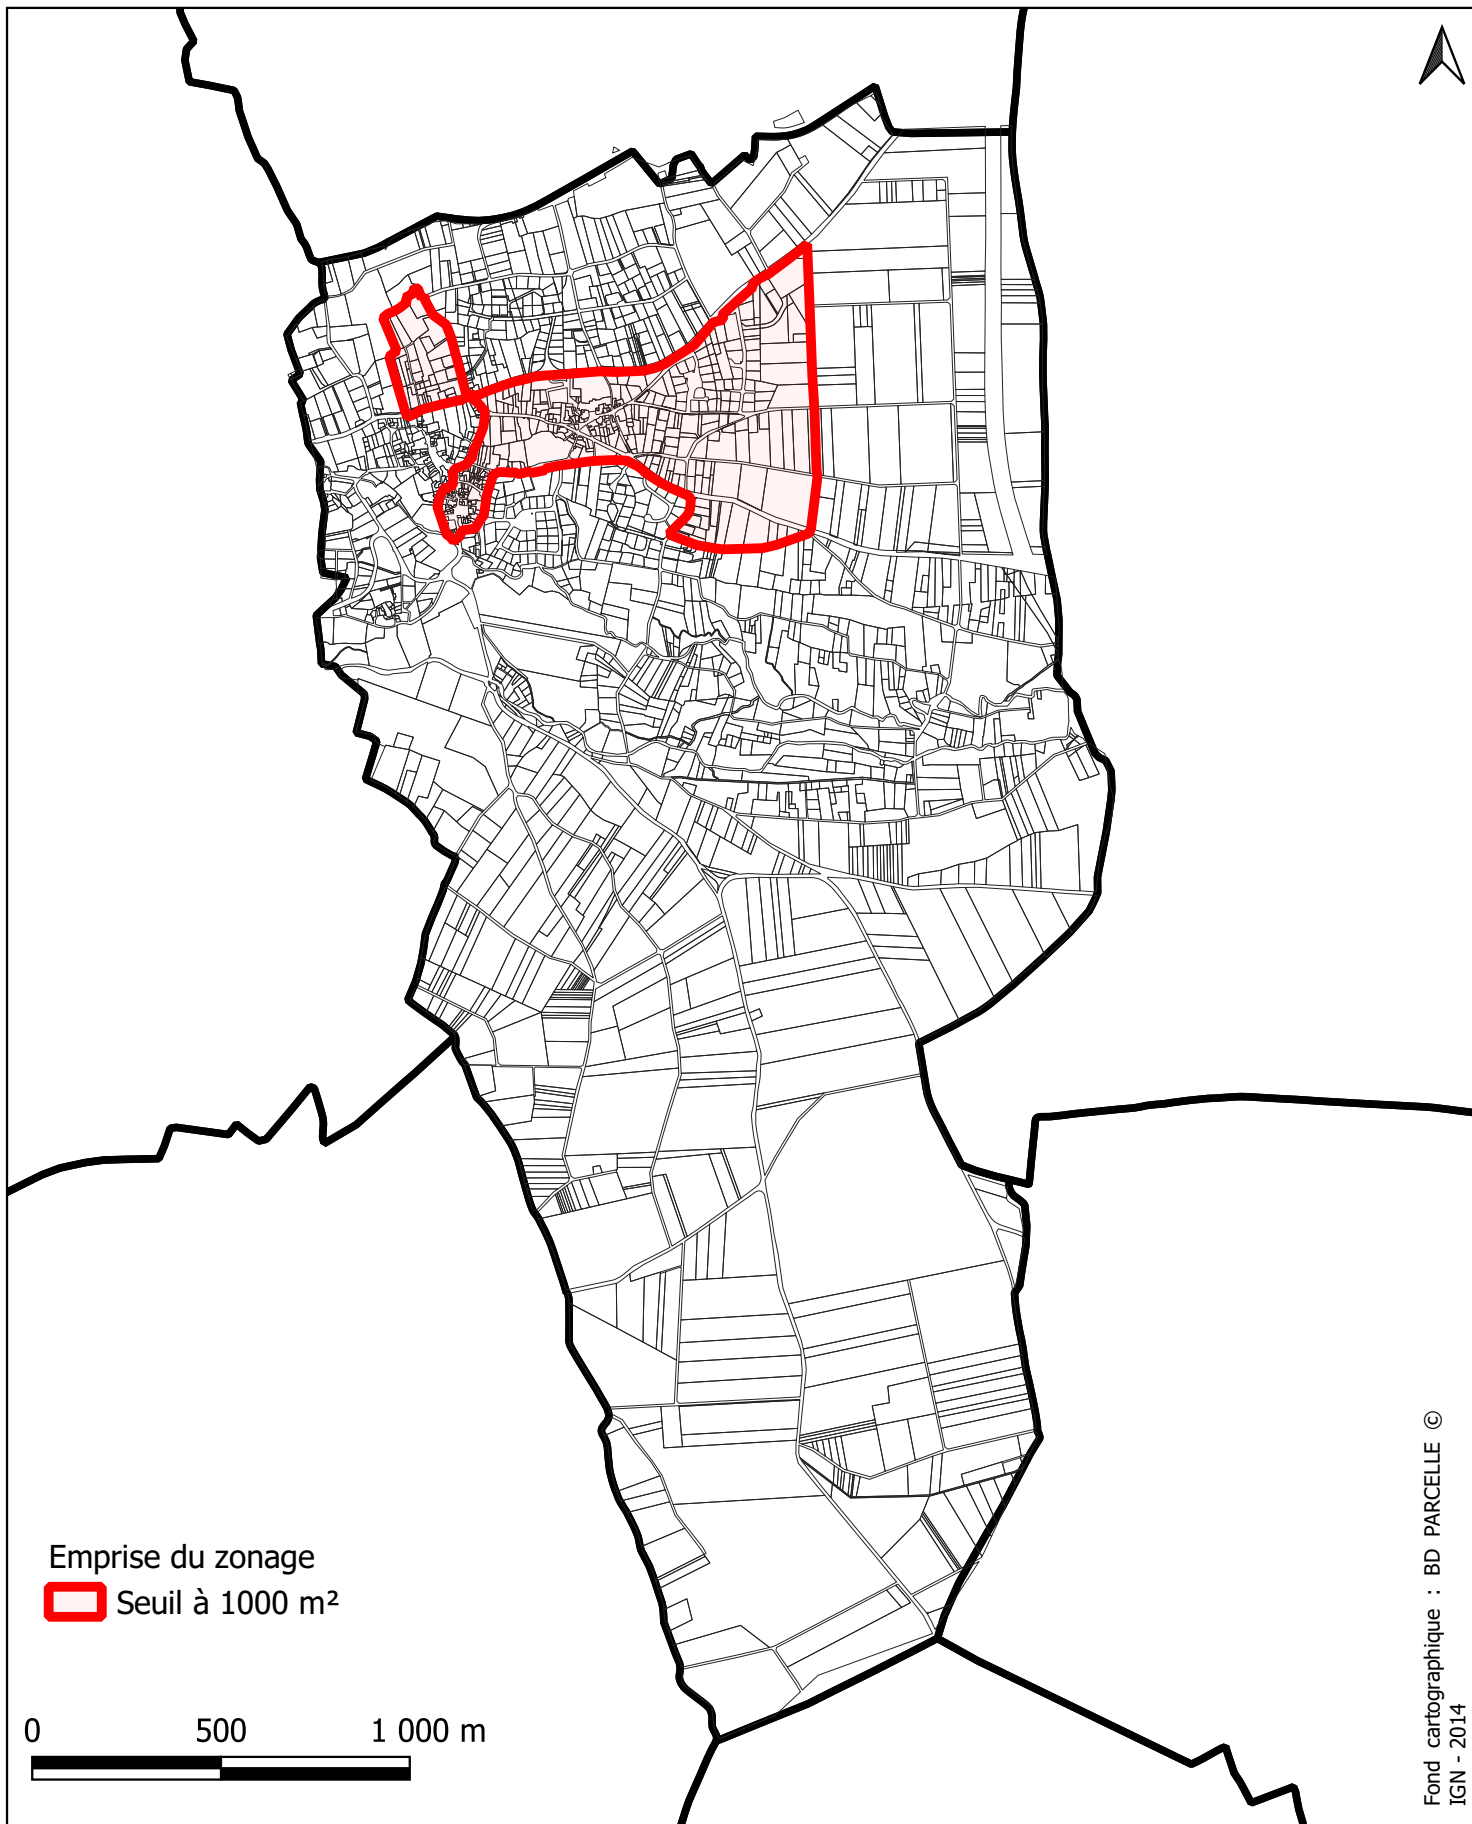 Emprise du zonage
Seuil à 1000 m²
0 500 1 000 m
Fond cartographique : BD PARCELLE ©
IGN - 2014